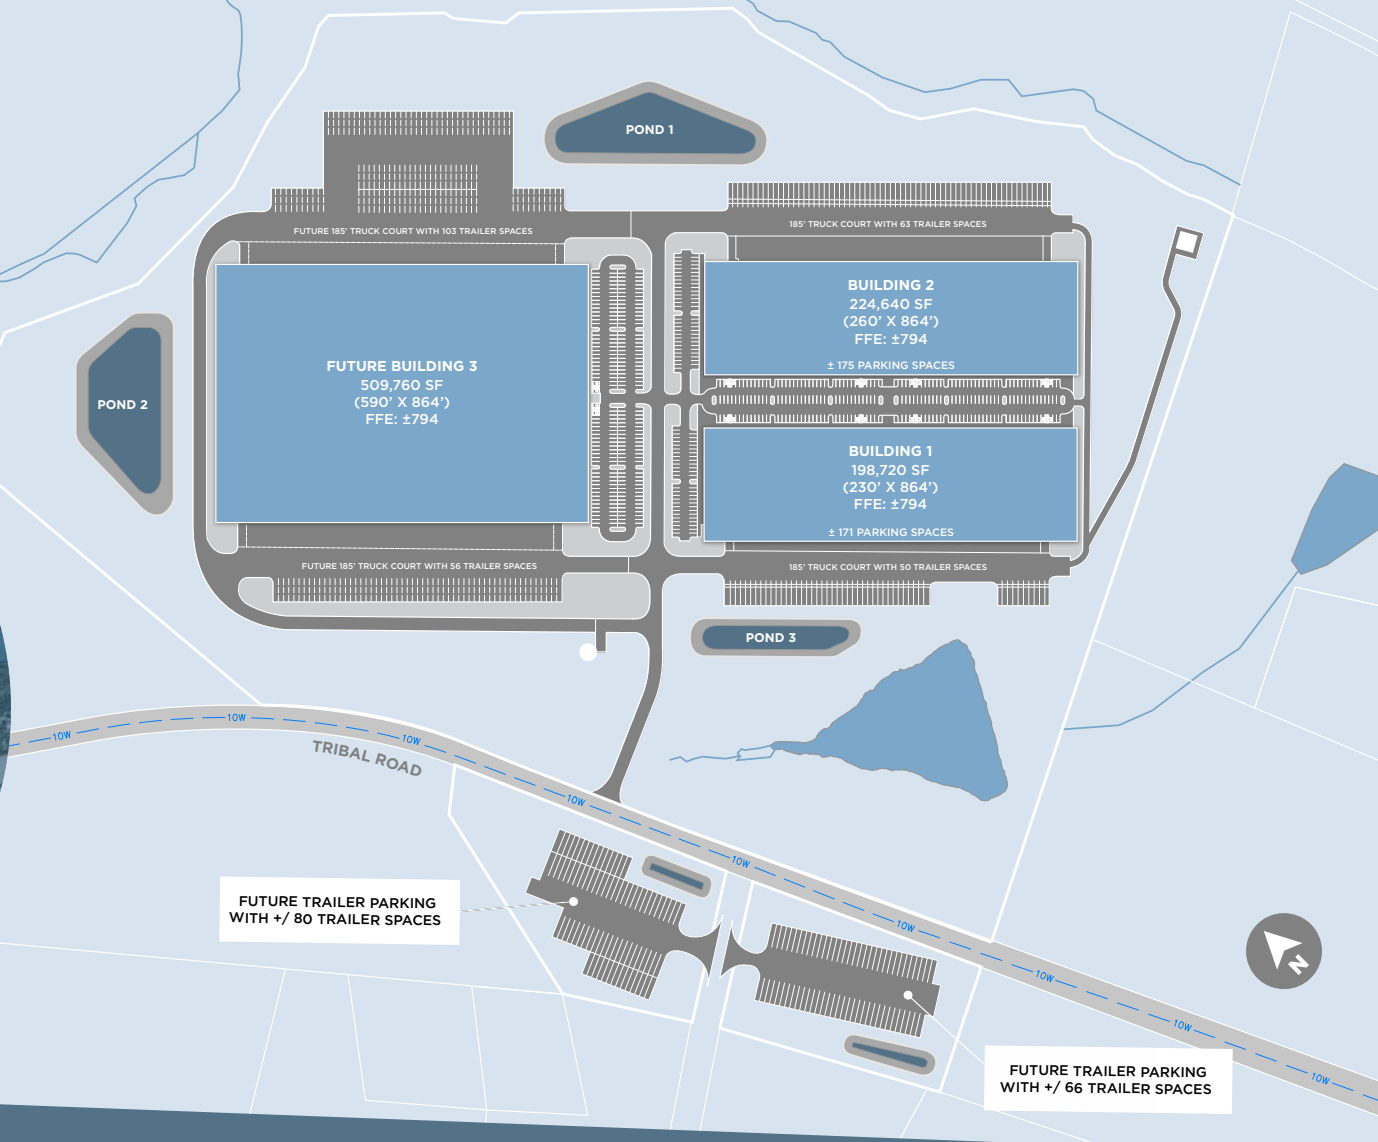 POND 1
FUTURE 185' TRUCK COURT WITH 103 TRAILER SPACES
185' TRUCK COURT WITH 63 TRAILER SPACES
BUILDING 2
224,640 SF
(260’ X 864’)
FFE: ±794
± 175 PARKING SPACES
FUTURE BUILDING 3
509,760 SF
(590’ X 864’)
FFE: ±794
POND 2
BUILDING 1
198,720 SF
(230’ X 864’)
FFE: ±794
± 171 PARKING SPACES
FUTURE 185' TRUCK COURT WITH 56 TRAILER SPACES
185' TRUCK COURT WITH 50 TRAILER SPACES
POND 3
10W
10W
10W
TRIBAL ROAD
10W
10W
10W
10W
10W
10W
FUTURE TRAILER PARKING
WITH +/ 80 TRAILER SPACES
N
FUTURE TRAILER PARKING
WITH +/ 66 TRAILER SPACES